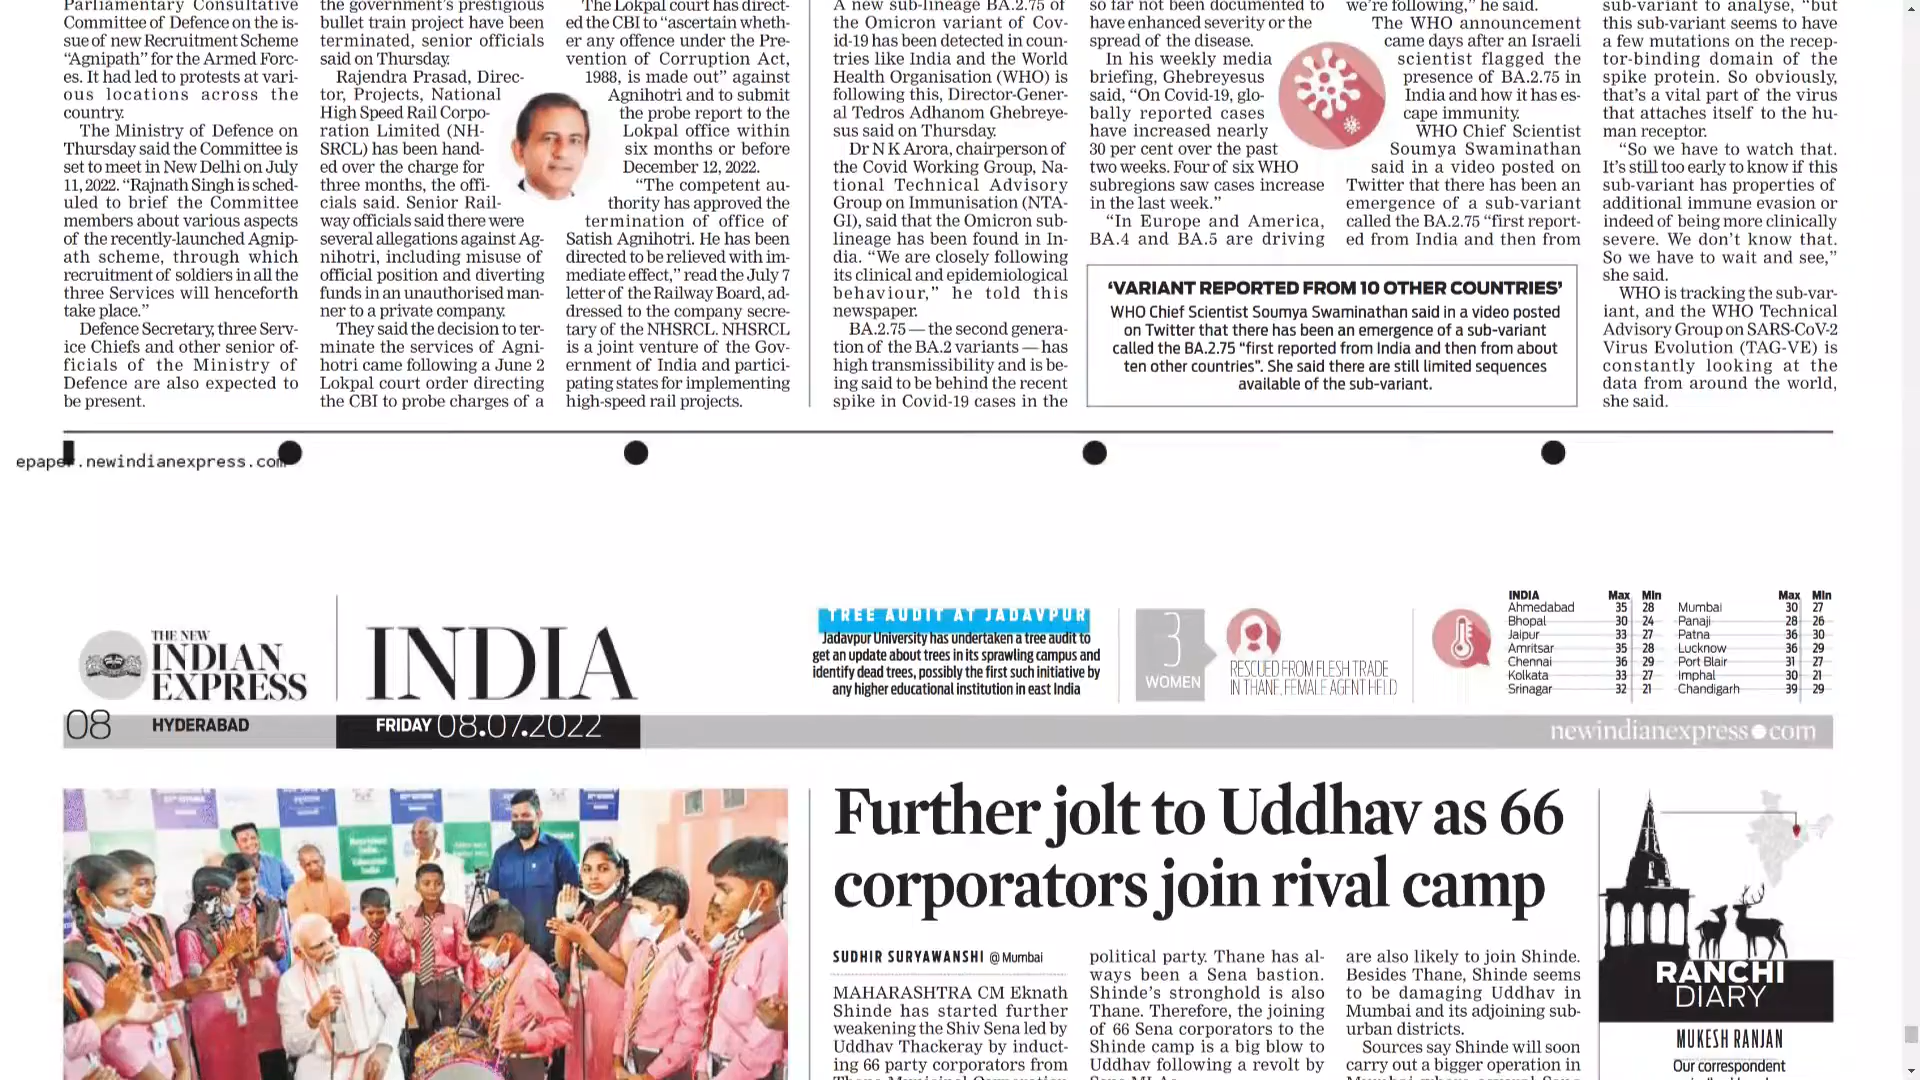 Parliamentary Consultative
Committee of Defence on the is-
sue of new Recruitment Scheme
“Agnipath” for the Armed Forc-
es. It had led to protests at vari-
ous locations across the
country.
The Ministry of Defence on
Thursday said the Committee is
set to meet in New Delhi on July
11, 2022. “Rajnath Singh is sched-
uled to brief the Committee
members about various aspects
of the recently-launched Agnip-
ath scheme, through which
recruitment of soldiers in all the
three Services will henceforth
take place.”
Defence Secretary, three Serv-
ice Chiefs and other senior of-
ficials of the Ministry of
Defence are also expected to
be present.
the government's prestigious
bullet train project have been
terminated, senior officials
said on Thursday.
Rajendra Prasad, Direc-
tor, Projects, National
High Speed Rail Corpo-
ration Limited (NH-
SRCL) has been hand-
ed over the charge for
three months, the offi-
cials said. Senior Rail-
way officials said there were
several allegations against Ag-
nihotri, including misuse of
official position and diverting
funds in an unauthorised man-
ner to a private company.
They said the decision to ter-
minate the services of Agni-
hotri came following a June 2
Lokpal court order directing
the CBI to probe charges of a
The Lokpal court has direct-
ed the CBI to “ascertain wheth-
er any offence under the Pre-
vention of Corruption Act,
1988, is made out” against
Agnihotri and to submit
the probe report to the
Lokpal office within
six months or before
December 12, 2022.
“The competent au-
thority has approved the
termination of office of
Satish Agnihotri. He has been
directed to be relieved with im-
mediate effect,” read the July 7
letter of the Railway Board, ad-
dressed to the company secre-
tary of the NHSRCL. NHSRCL
is a joint venture of the Gov-
ernment of India and partici-
pating states for implementing
high-speed rail projects.
A new sub-lineage BA.2.75 of
the Omicron variant of Cov-
id-19 has been detected in coun-
tries like India and the World
Health Organisation (WHO) is
following this, Director-Gener-
al Tedros Adhanom Ghebreye-
sus said on Thursday.
Dr N K Arora, chairperson of
the Covid Working Group, Na-
tional Technical Advisory
Group on Immunisation (NTA-
GI), said that the Omicron sub-
lineage has been found in In-
dia. “We are closely following
its clinical and epidemiological
behaviour,” he told this
newspaper.
BA.2.75 — the second genera-
tion of the BA.2 variants — has
high transmissibility and is be-
ing said to be behind the recent
spike in Covid-19 cases in the
so far not been documented to
have enhanced severity or the
spread of the disease.
In his weekly media
briefing, Ghebreyesus
said, “On Covid-19, glo-
bally reported cases
have increased nearly
30 per cent over the past
two weeks. Four of six WHO
subregions saw cases increase
in the last week.”
“In Europe and America,
BA.4 and BA.5 are driving
we're following,” he said.
The WHO announcement
came days after an Israeli
scientist flagged the
presence of BA.2.75 in
India and how it has es-
cape immunity.
WHO Chief Scientist
Soumya Swaminathan
said in a video posted on
Twitter that there has been an
emergence of a sub-variant
called the BA.2.75 “first report-
ed from India and then from
‘VARIANT REPORTED FROM 10 OTHER COUNTRIES’
WHO Chief Scientist Soumya Swaminathan said in a video posted
on Twitter that there has been an emergence of a sub-variant
called the BA.2.75 “first reported from India and then from about
ten other countries”. She said there are still limited sequences
available of the sub-variant.
sub-variant to analyse, “but
this sub-variant seems to have
a few mutations on the recep-
tor-binding domain of the
spike protein. So obviously,
that's a vital part of the virus
that attaches itself to the hu-
man receptor.
“So we have to watch that.
It's still too early to know if this
sub-variant has properties of
additional immune evasion or
indeed of being more clinically
severe. We don't know that.
So we have to wait and see,”
she said.
WHO is tracking the sub-var-
iant, and the WHO Technical
Advisory Group on SARS-CoV-2
Virus Evolution (TAG-VE) is
constantly looking at the
data from around the world,
she said.
epaper.newindianexpress.com
THE NEW
INDIAN
EXPRESS
INDIA
TREE AUDIT AT JADAVPUR
Jadavpur University has undertaken a tree audit to
get an update about trees in its sprawling campus and
identify dead trees, possibly the first such initiative by
any higher educational institution in east India
3
WOMEN
RESCUED FROM FLESH TRADE
IN THANE, FEMALE AGENT HELD
INDIA Max Min
Ahmedabad 35 28
Bhopal 30 24
Jaipur 33 27
Amritsar 35 28
Chennai 36 29
Kolkata 33 27
Srinagar 32 21
Max Min
Mumbai 30 27
Panaji 28 26
Patna 36 30
Lucknow 36 29
Port Blair 31 27
Imphal 30 21
Chandigarh 39 29
08 HYDERABAD FRIDAY 08.07.2022
newindianexpress●com
Further jolt to Uddhav as 66
corporators join rival camp
SUDHIR SURYAWANSHI @ Mumbai
MAHARASHTRA CM Eknath
Shinde has started further
weakening the Shiv Sena led by
Uddhav Thackeray by induct-
ing 66 party corporators from
Thane Municipal Corporation
political party. Thane has al-
ways been a Sena bastion.
Shinde's stronghold is also
Thane. Therefore, the joining
of 66 Sena corporators to the
Shinde camp is a big blow to
Uddhav following a revolt by
Sena MLAs.
are also likely to join Shinde.
Besides Thane, Shinde seems
to be damaging Uddhav in
Mumbai and its adjoining sub-
urban districts.
Sources say Shinde will soon
carry out a bigger operation in
Mumbai where several Sena
RANCHI
DIARY
MUKESH RANJAN
Our correspondent